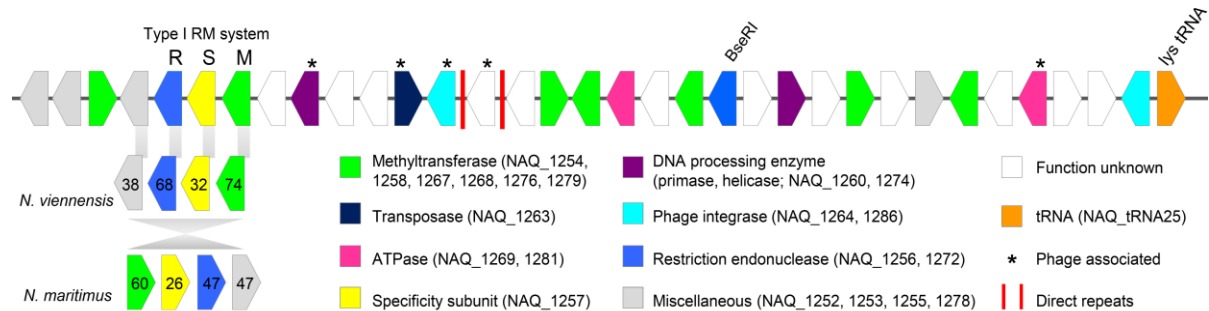 Type I RM system
R S M
* * * * *
BseRI
lys tRNA
38 68 32 74
N. viennensis
60 26 47 47
N. maritimus
Methyltransferase (NAQ_1254,
1258, 1267, 1268, 1276, 1279)
Transposase (NAQ_1263)
ATPase (NAQ_1269, 1281)
Specificity subunit (NAQ_1257)
DNA processing enzyme
(primase, helicase; NAQ_1260, 1274)
Phage integrase (NAQ_1264, 1286)
Restriction endonuclease (NAQ_1256, 1272)
Miscellaneous (NAQ_1252, 1253, 1255, 1278)
Function unknown
tRNA (NAQ_tRNA25)
* Phage associated
Direct repeats